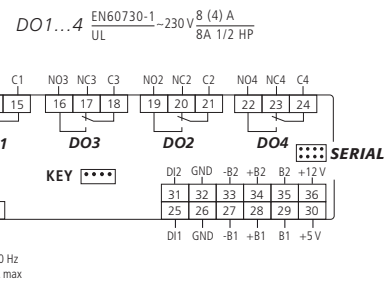 DO1...4 EN60730-1 ~230 V 8 (4) A
UL 8A 1/2 HP
C1 NO3 NC3 C3 NO2 NC2 C2 NO4 NC4 C4
15 16 17 18 19 20 21 22 23 24
1 DO3 DO2 DO4 SERIAL
KEY
DI2 GND -B2 +B2 B2 +12 V
31 32 33 34 35 36
25 26 27 28 29 30
DI1 GND -B1 +B1 B1 +5 V
0 Hz
max